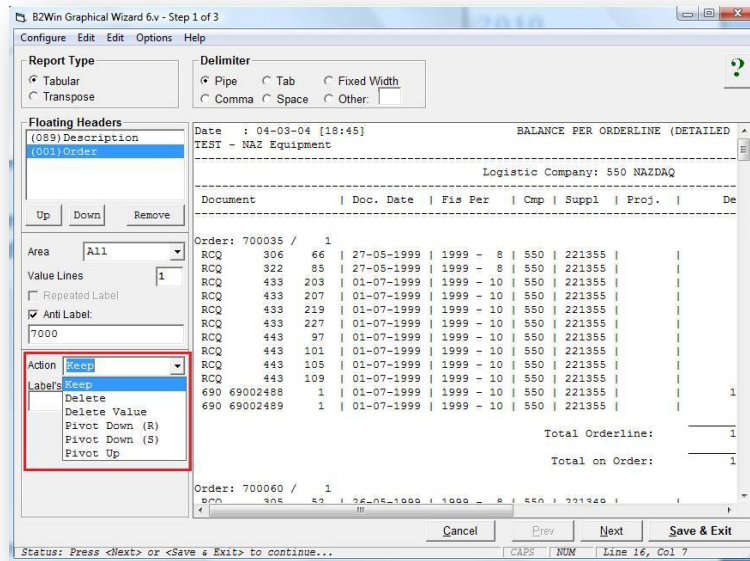 B2Win Graphical Wizard 6.v - Step 1 of 3
2010
Configure Edit Edit Options Help
Report Type
Tabular
Transpose
Delimiter
Pipe Tab Fixed Width
Comma Space Other:
?
Floating Headers
(089)Description
(001)Order
Up Down Remove
Area All
Value Lines 1
Repeated Label
Anti Label:
7000
Action Keep
Label's
Keep
Delete
Delete Value
Pivot Down (R)
Pivot Down (S)
Pivot Up
Date : 04-03-04 [18:45] BALANCE PER ORDERLINE (DETAILED
TEST - NAZ Equipment
Logistic Company: 550 NAZDAQ
Document | Doc. Date | Fis Per | Cmp | Suppl | Proj. | De
Order: 700035 / 1
RCQ 306 66 | 27-05-1999 | 1999 - 8 | 550 | 221355 | |
RCQ 322 85 | 27-05-1999 | 1999 - 8 | 550 | 221355 | |
RCQ 433 203 | 01-07-1999 | 1999 - 10 | 550 | 221355 | |
RCQ 433 207 | 01-07-1999 | 1999 - 10 | 550 | 221355 | |
RCQ 433 219 | 01-07-1999 | 1999 - 10 | 550 | 221355 | |
RCQ 433 227 | 01-07-1999 | 1999 - 10 | 550 | 221355 | |
RCQ 443 97 | 01-07-1999 | 1999 - 10 | 550 | 221355 | |
RCQ 443 101 | 01-07-1999 | 1999 - 10 | 550 | 221355 | |
RCQ 443 105 | 01-07-1999 | 1999 - 10 | 550 | 221355 | |
RCQ 443 109 | 01-07-1999 | 1999 - 10 | 550 | 221355 | |
690 69002489 1 | 01-07-1999 | 1999 - 10 | 550 | 221355 | | 1
690 69002489 1 | 01-07-1999 | 1999 - 10 | 550 | 221355 | |
Total Orderline: 1
Total on Order: 1
Order: 700060 / 1
RCQ 305 52 | 26-05-1999 | 1999 - 8 | 550 | 221349 |
Cancel Prev Next Save & Exit
Status: Press <Next> or <Save & Exit> to continue... CAPS NUM Line 16, Col 7